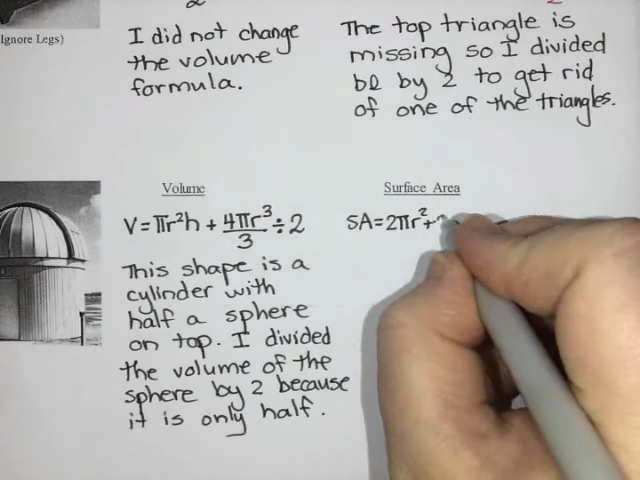 Ignore Legs)
I did not change
the volume
formula.
The top triangle is
missing so I divided
bl by 2 to get rid
of one of the triangles.
Volume
V=πr²h + 4πr³/3 ÷ 2
This shape is a
cylinder with
half a sphere
on top. I divided
the volume of the
sphere by 2 because
it is only half.
Surface Area
SA=2πr²+